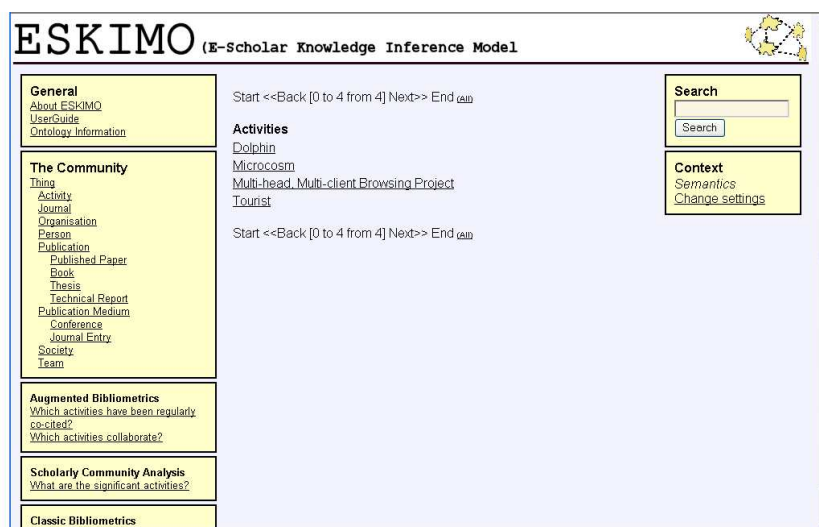 ESKIMO (E-Scholar Knowledge Inference Model
General
About ESKIMO
UserGuide
Ontology Information
The Community
Thing
Activity
Journal
Organisation
Person
Publication
Published Paper
Book
Thesis
Technical Report
Publication Medium
Conference
Journal Entry
Society
Team
Augmented Bibliometrics
Which activities have been regularly
co-cited?
Which activities collaborate?
Scholarly Community Analysis
What are the significant activities?
Classic Bibliometrics
Start <<Back [0 to 4 from 4] Next>> End (All)
Activities
Dolphin
Microcosm
Multi-head, Multi-client Browsing Project
Tourist
Start <<Back [0 to 4 from 4] Next>> End (All)
Search
Search
Context
Semantics
Change settings